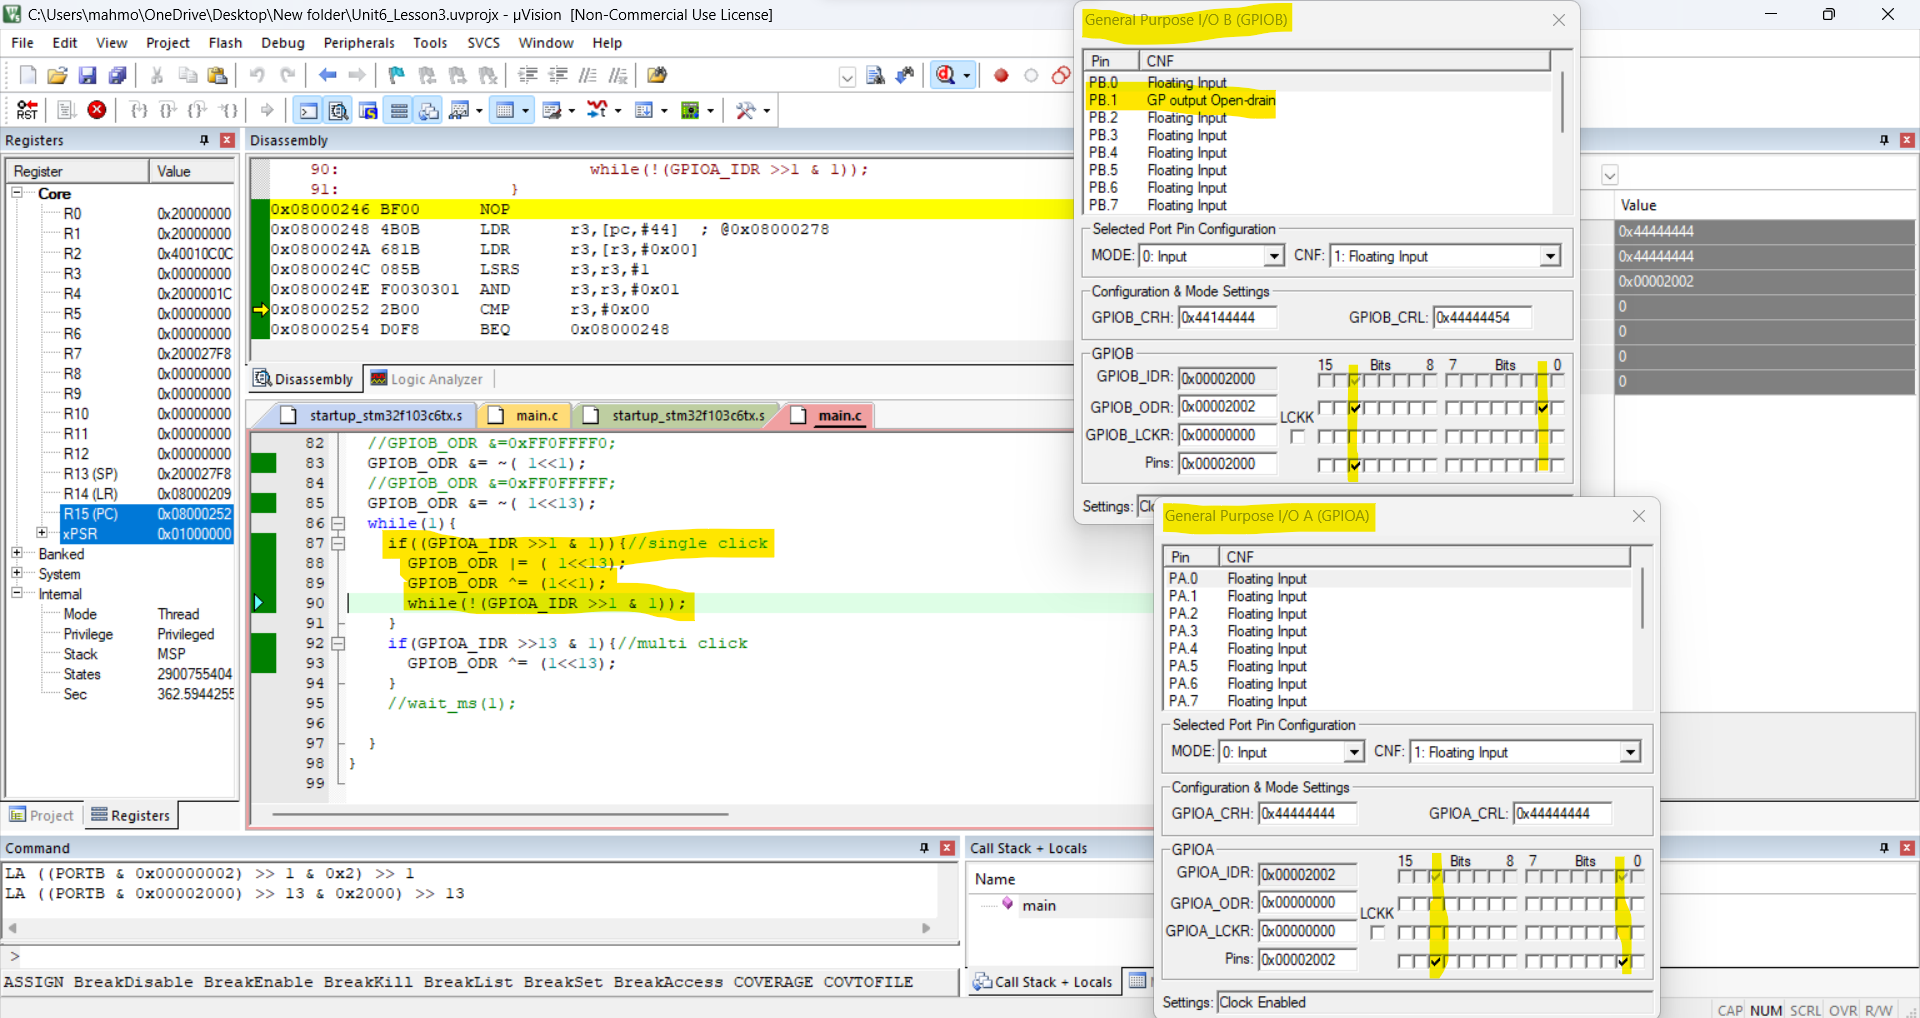 C:\Users\mahmo\OneDrive\Desktop\New folder\Unit6_Lesson3.uvprojx - µVision  [Non-Commercial Use License]
File Edit View Project Flash Debug Peripherals Tools SVCS Window Help
RST
Registers
Register Value
Core
R0 0x20000000
R1 0x20000000
R2 0x40010C0C
R3 0x00000000
R4 0x2000001C
R5 0x00000000
R6 0x00000000
R7 0x200027F8
R8 0x00000000
R9 0x00000000
R10 0x00000000
R11 0x00000000
R12 0x00000000
R13 (SP) 0x200027F8
R14 (LR) 0x08000209
R15 (PC) 0x08000252
xPSR 0x01000000
Banked
System
Internal
Mode Thread
Privilege Privileged
Stack MSP
States 2900755404
Sec 362.5944255
Project Registers
Disassembly
90: while(!(GPIOA_IDR >>1 & 1));
91: }
0x08000246 BF00 NOP
0x08000248 4B0B LDR r3,[pc,#44] ; @0x08000278
0x0800024A 681B LDR r3,[r3,#0x00]
0x0800024C 085B LSRS r3,r3,#1
0x0800024E F0030301 AND r3,r3,#0x01
0x08000252 2B00 CMP r3,#0x00
0x08000254 D0F8 BEQ 0x08000248
Disassembly Logic Analyzer
startup_stm32f103c6tx.s main.c startup_stm32f103c6tx.s main.c
82 //GPIOB_ODR &=0xFF0FFFF0;
83 GPIOB_ODR &= ~( 1<<1);
84 //GPIOB_ODR &=0xFF0FFFFF;
85 GPIOB_ODR &= ~( 1<<13);
86 while(1){
87 if((GPIOA_IDR >>1 & 1)){//single click
88 GPIOB_ODR |= ( 1<<13);
89 GPIOB_ODR ^= (1<<1);
90 while(!(GPIOA_IDR >>1 & 1));
91 }
92 if(GPIOA_IDR >>13 & 1){//multi click
93 GPIOB_ODR ^= (1<<13);
94 }
95 //wait_ms(1);
96
97 }
98 }
99
Command
LA ((PORTB & 0x00000002) >> 1 & 0x2) >> 1
LA ((PORTB & 0x00002000) >> 13 & 0x2000) >> 13
>
ASSIGN BreakDisable BreakEnable BreakKill BreakList BreakSet BreakAccess COVERAGE COVTOFILE
Call Stack + Locals
Name
main
Call Stack + Locals
General Purpose I/O B (GPIOB)
Pin CNF
PB.0 Floating Input
PB.1 GP output Open-drain
PB.2 Floating Input
PB.3 Floating Input
PB.4 Floating Input
PB.5 Floating Input
PB.6 Floating Input
PB.7 Floating Input
Selected Port Pin Configuration
MODE: 0: Input CNF: 1: Floating Input
Configuration & Mode Settings
GPIOB_CRH: 0x44144444 GPIOB_CRL: 0x44444454
GPIOB
15 Bits 8 7 Bits 0
GPIOB_IDR: 0x00002000
GPIOB_ODR: 0x00002002
LCKK
GPIOB_LCKR: 0x00000000
Pins: 0x00002000
Settings: Clo
Value
0x44444444
0x44444444
0x00002002
0
0
0
0
General Purpose I/O A (GPIOA)
Pin CNF
PA.0 Floating Input
PA.1 Floating Input
PA.2 Floating Input
PA.3 Floating Input
PA.4 Floating Input
PA.5 Floating Input
PA.6 Floating Input
PA.7 Floating Input
Selected Port Pin Configuration
MODE: 0: Input CNF: 1: Floating Input
Configuration & Mode Settings
GPIOA_CRH: 0x44444444 GPIOA_CRL: 0x44444444
GPIOA
15 Bits 8 7 Bits 0
GPIOA_IDR: 0x00002002
GPIOA_ODR: 0x00000000
LCKK
GPIOA_LCKR: 0x00000000
Pins: 0x00002002
Settings: Clock Enabled
CAP NUM SCRL OVR R/W